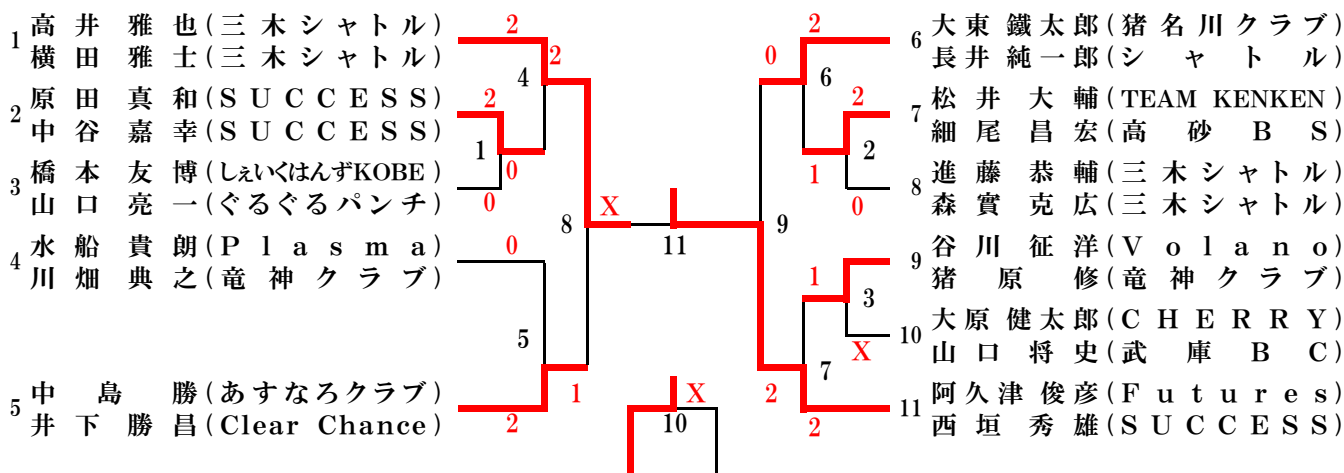 1
高井雅也(三木シャトル)
横田雅士(三木シャトル)
2
原田真和(SUCCESS)
中谷嘉幸(SUCCESS)
3
橋本友博(しぇいくはんずKOBE)
山口亮一(ぐるぐるパンチ)
4
水船貴朗(Plasma)
川畑典之(竜神クラブ)
5
中島勝(あすなろクラブ)
井下勝昌(Clear Chance)
2
2
4
2
1
0
0
0
8
X
5
1
2
11
X
10
2
0
6
2
2
1
0
9
1
3
X
7
2
2
6
大東鐵太郎(猪名川クラブ)
長井純一郎(シャトル)
7
松井大輔(TEAM KENKEN)
細尾昌宏(高砂BS)
8
進藤恭輔(三木シャトル)
森實克広(三木シャトル)
9
谷川征洋(Volano)
猪原修(竜神クラブ)
10
大原健太郎(CHERRY)
山口将史(武庫BC)
11
阿久津俊彦(Futures)
西垣秀雄(SUCCESS)